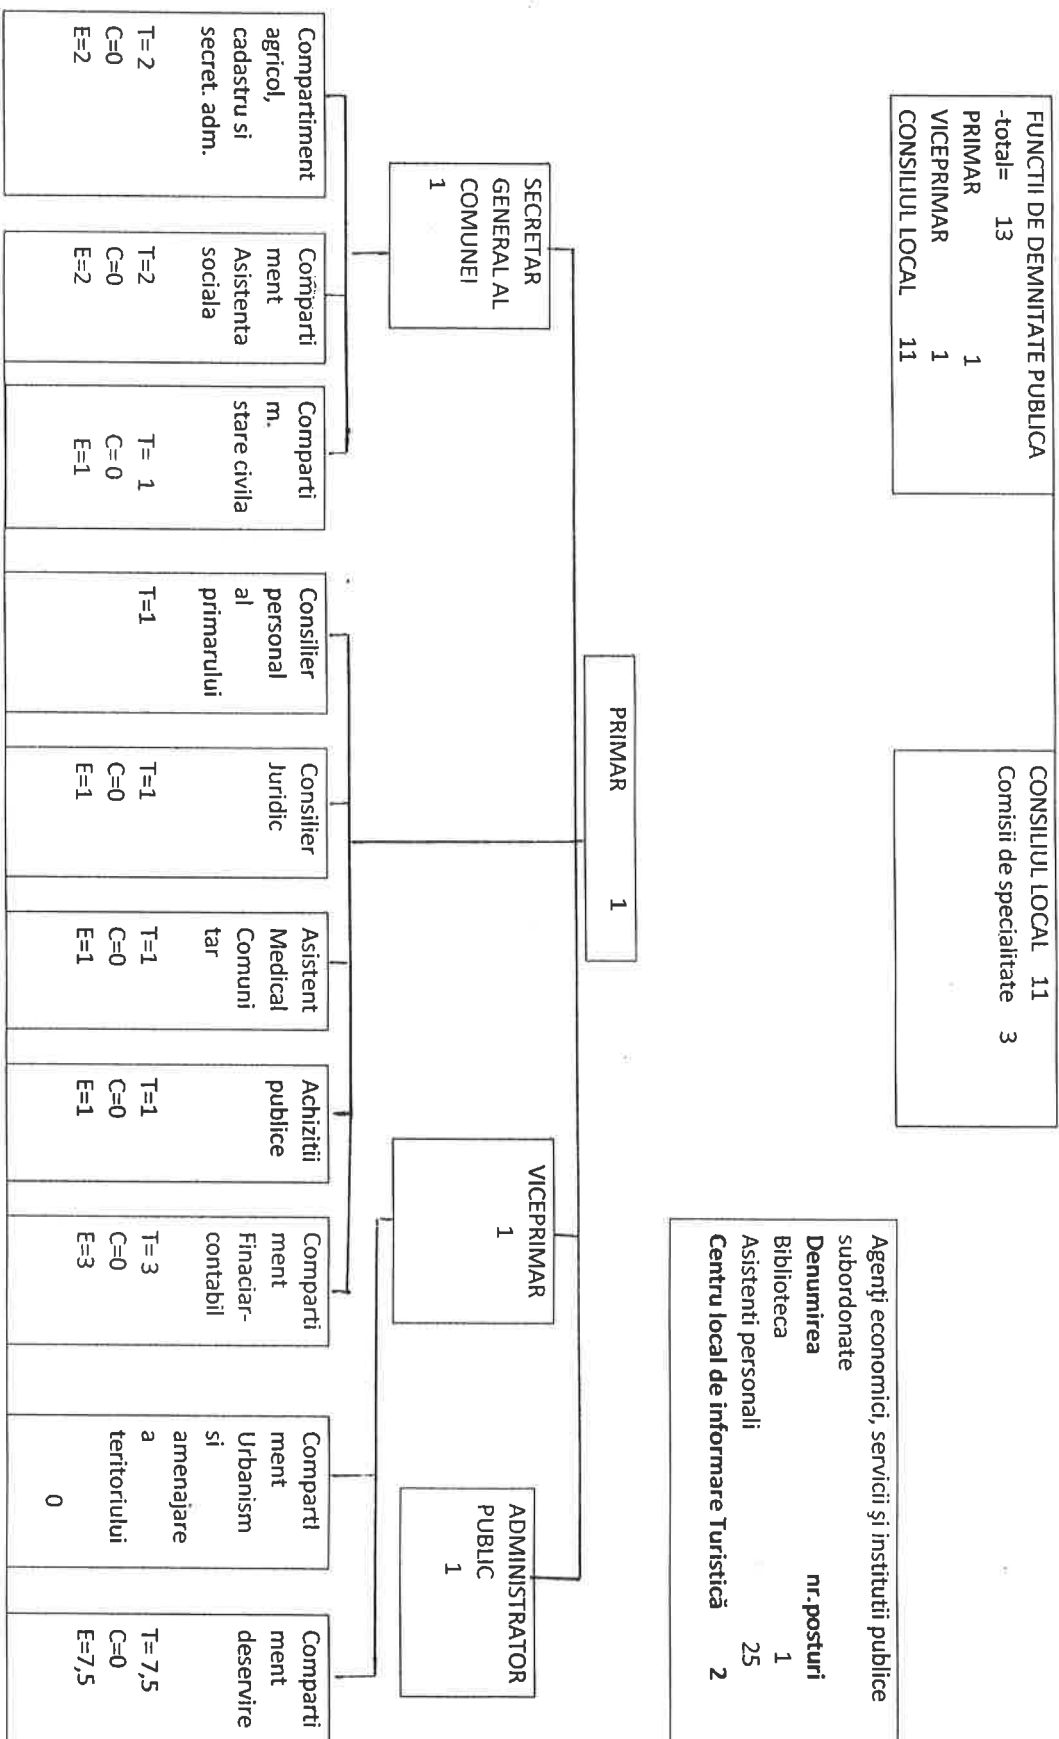 FUNCTII DE DEMNITATE PUBLICA
-total= 13
PRIMAR 1
VICEPRIMAR 1
CONSILIUL LOCAL 11
CONSILIUL LOCAL 11
Comisii de specialitate 3
Agenţi economici, servicii şi institutii publice
subordonate
Denumirea nr.posturi
Biblioteca 1
Asistenti personali 25
Centru local de informare Turistică 2
PRIMAR 1
SECRETAR
GENERAL AL
COMUNEI
1
VICEPRIMAR
1
ADMINISTRATOR
PUBLIC
1
Compartiment
agricol,
cadastru si
secret. adm.
T= 2
C=0
E=2
Comparti
ment
Asistenta
sociala
T=2
C=0
E=2
Comparti
m.
stare civila
T= 1
C=0
E=1
Consilier
personal
al
primarului
T=1
Consilier
Juridic
T=1
C=0
E=1
Asistent
Medical
Comuni
tar
T=1
C=0
E=1
Achizitii
publice
T=1
C=0
E=1
Comparti
ment
Finaciar-
contabil
T= 3
C=0
E=3
CompartI
ment
Urbanism
si
amenajare
a
teritoriului
0
Comparti
ment
deservire
T= 7,5
C=0
E=7,5